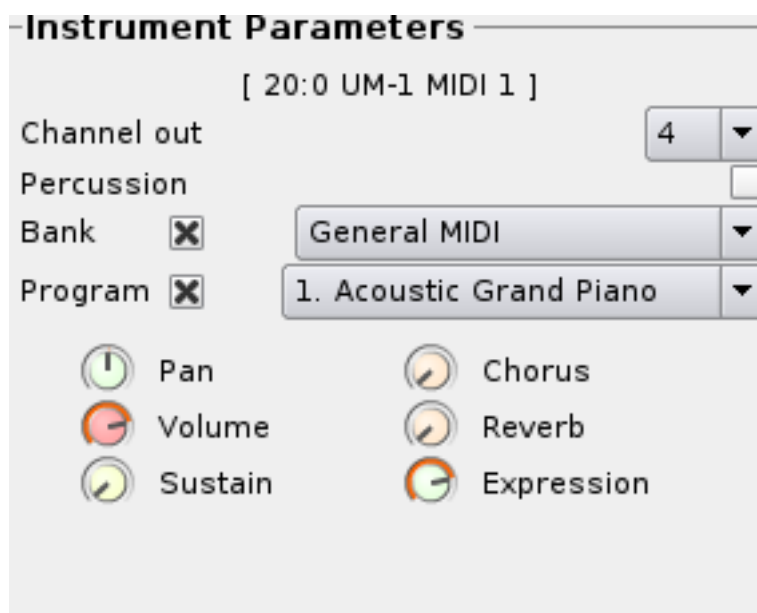 Instrument Parameters
[ 20:0 UM-1 MIDI 1 ]
Channel out 4
Percussion
Bank General MIDI
Program 1. Acoustic Grand Piano
Pan Chorus
Volume Reverb
Sustain Expression